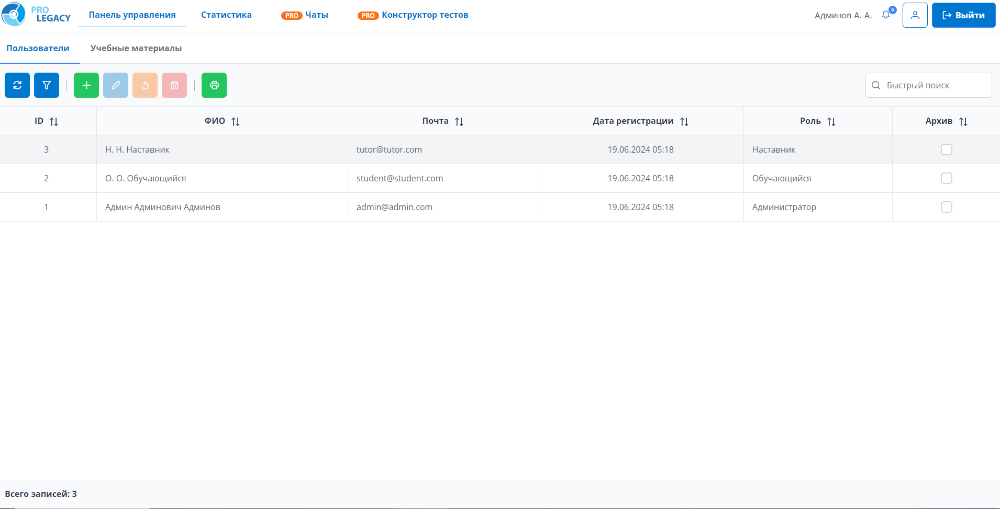 PRO LEGACY
Панель управления
Статистика
PRO Чаты
PRO Конструктор тестов
Админов А. А.
0
Выйти
Пользователи
Учебные материалы
Быстрый поиск
ID ФИО Почта Дата регистрации Роль Архив
3 Н. Н. Наставник tutor@tutor.com 19.06.2024 05:18 Наставник
2 О. О. Обучающийся student@student.com 19.06.2024 05:18 Обучающийся
1 Админ Админович Админов admin@admin.com 19.06.2024 05:18 Администратор
Всего записей: 3